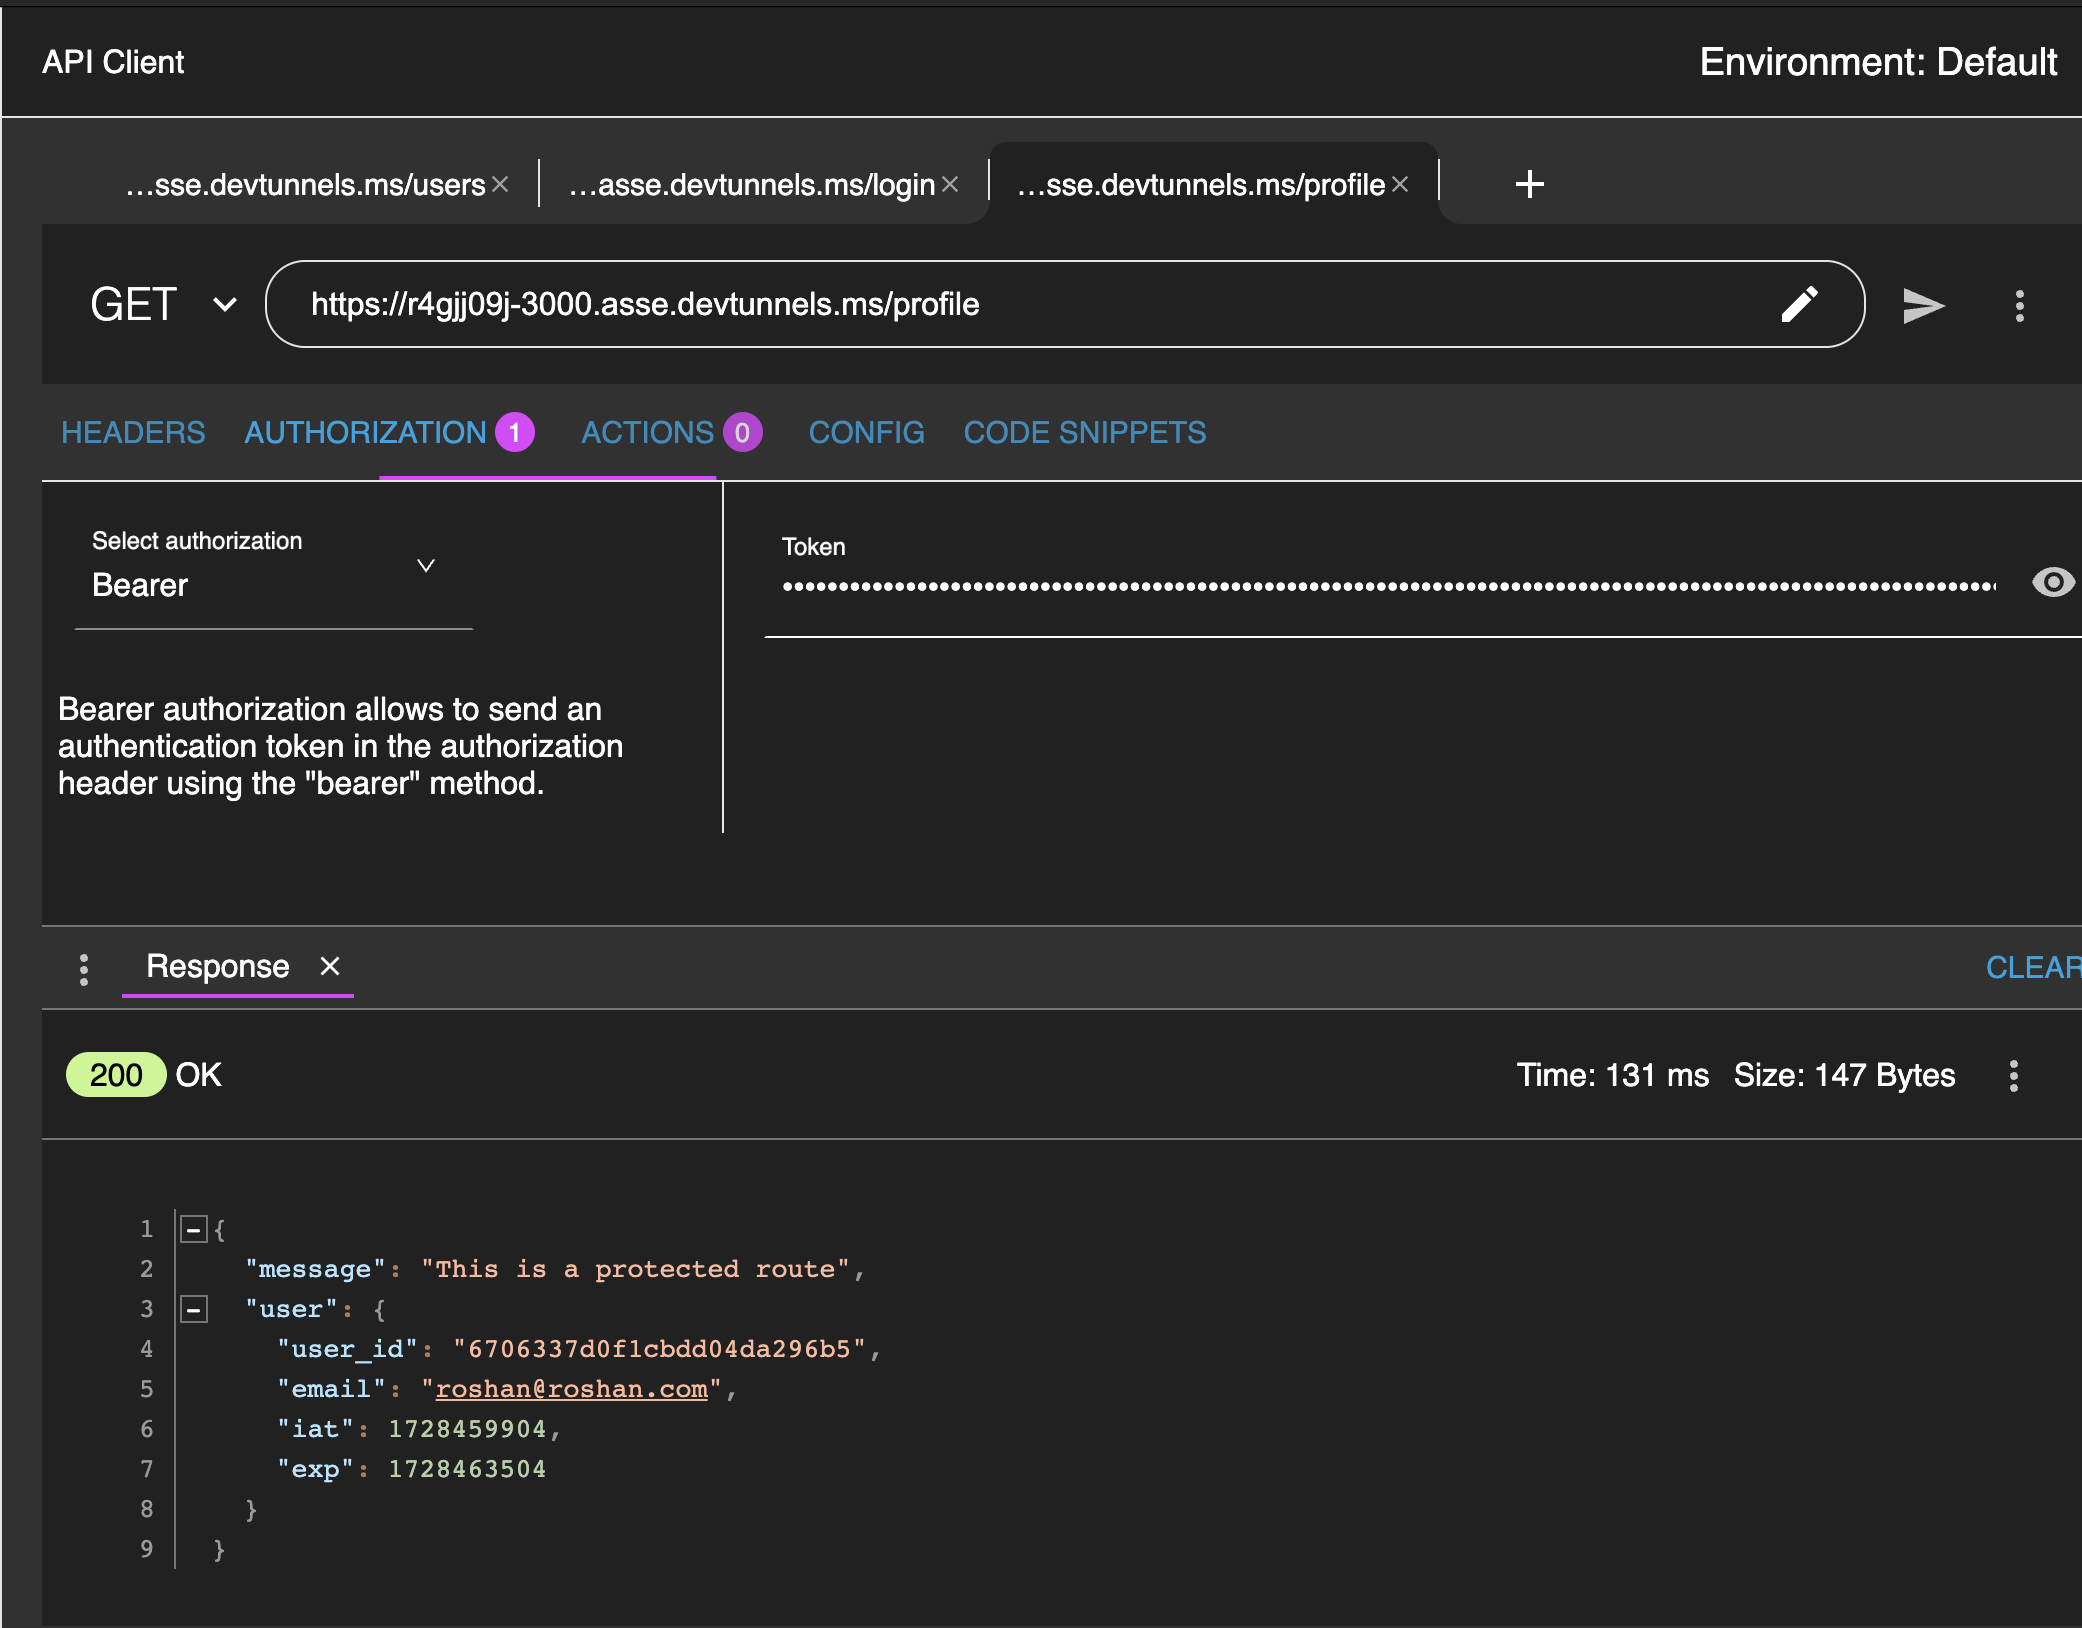 API Client
Environment: Default
...sse.devtunnels.ms/users
...asse.devtunnels.ms/login
...sse.devtunnels.ms/profile
GET
https://r4gjj09j-3000.asse.devtunnels.ms/profile
HEADERS AUTHORIZATION 1 ACTIONS 0 CONFIG CODE SNIPPETS
Select authorization
Bearer
Token
Bearer authorization allows to send an
authentication token in the authorization
header using the "bearer" method.
Response
CLEAR
200 OK
Time: 131 ms Size: 147 Bytes
1 {
2 "message": "This is a protected route",
3 "user": {
4 "user_id": "6706337d0f1cbdd04da296b5",
5 "email": "roshan@roshan.com",
6 "iat": 1728459904,
7 "exp": 1728463504
8 }
9 }